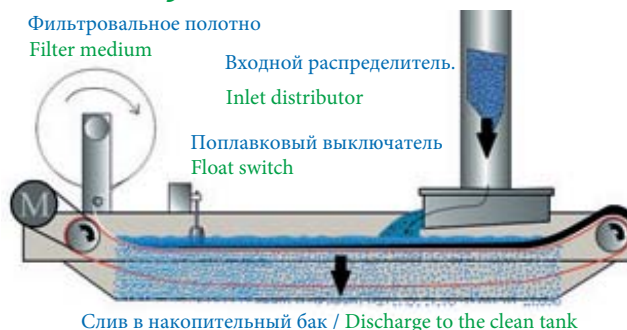 Фильтровальное полотно
Filter medium
Входной распределитель.
Inlet distributor
Поплавковый выключатель
Float switch
M
Слив в накопительный бак / Discharge to the clean tank